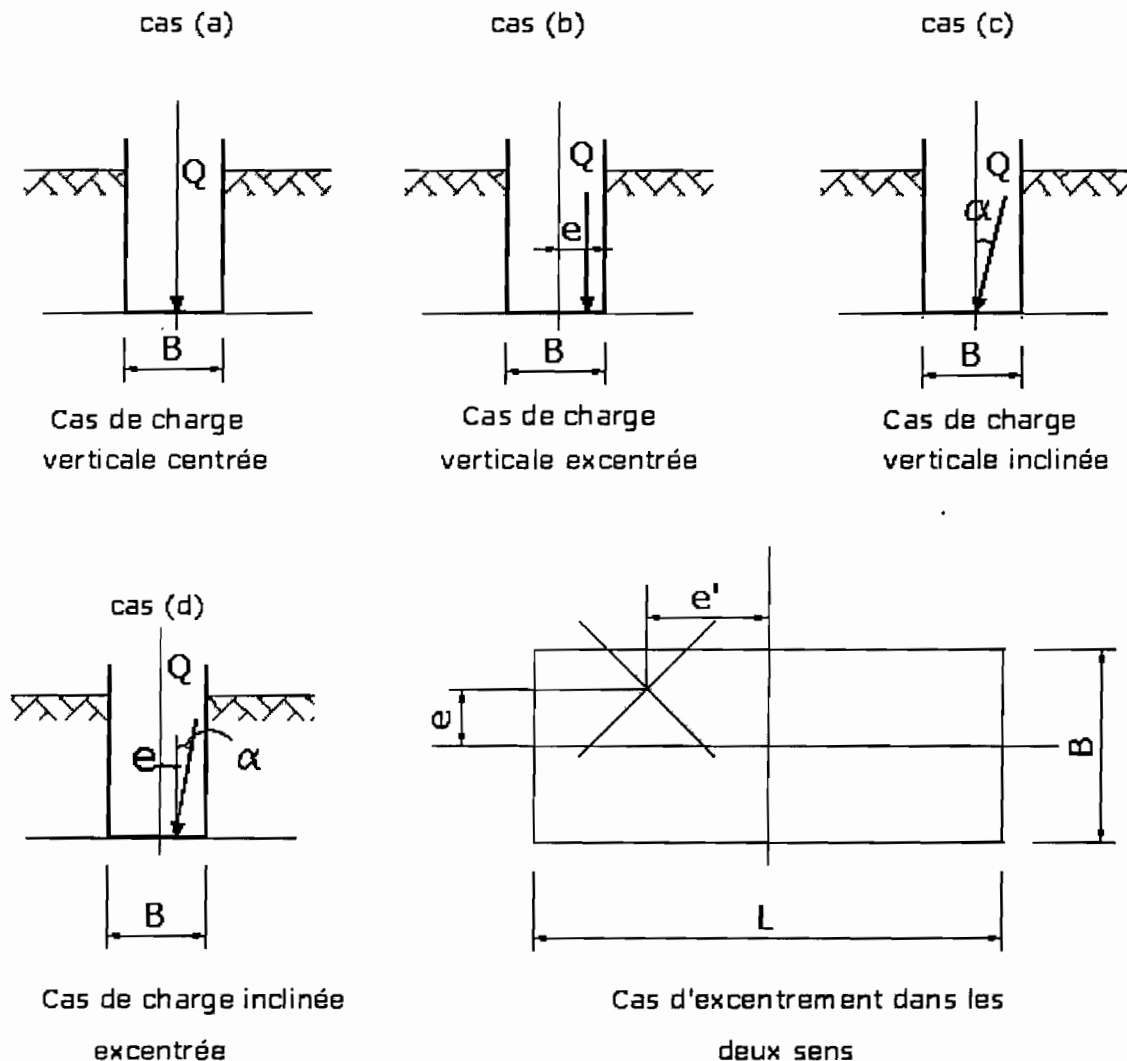 cas (a)
cas (b)
cas (c)
Q
Q
e
Q
α
B
B
B
Cas de charge
verticale centrée
Cas de charge
verticale excentrée
Cas de charge
verticale inclinée
cas (d)
Q
e
α
B
e'
e
B
L
Cas de charge inclinée
excentrée
Cas d'excentrement dans les
deux sens